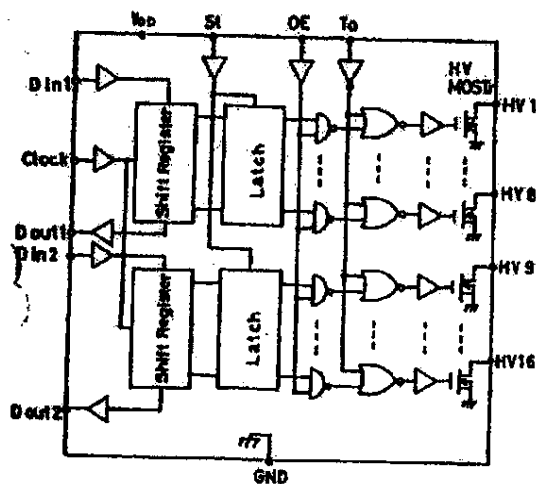 VDD St OE To
Din1
HV
MOSTr
HV1
Shift Register
Latch
Clock
HV8
Dout1
Din2
HV9
Shift Register
Latch
HV16
Dout2
GND